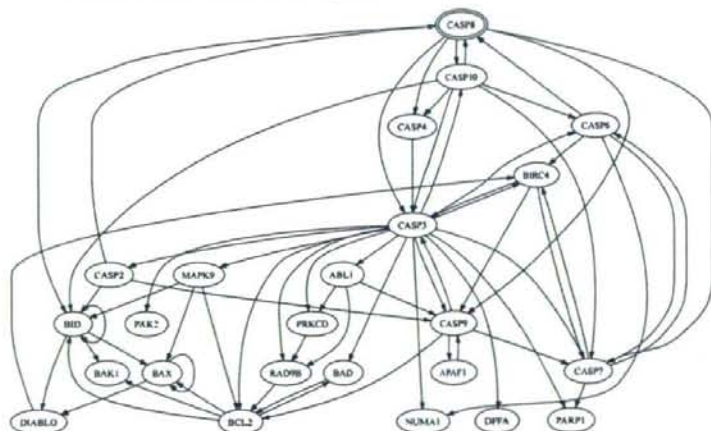 CASP8
CASP10
CASP4
CASP6
BIRC4
CASP3
CASP2
MAPK9
ABL1
BID
PAK2
PRKCD
CASP9
BAK1
BAX
RAD9B
BAD
APAF1
CASP7
DIABLO
BCL2
NUMA1
DFFA
PARP1